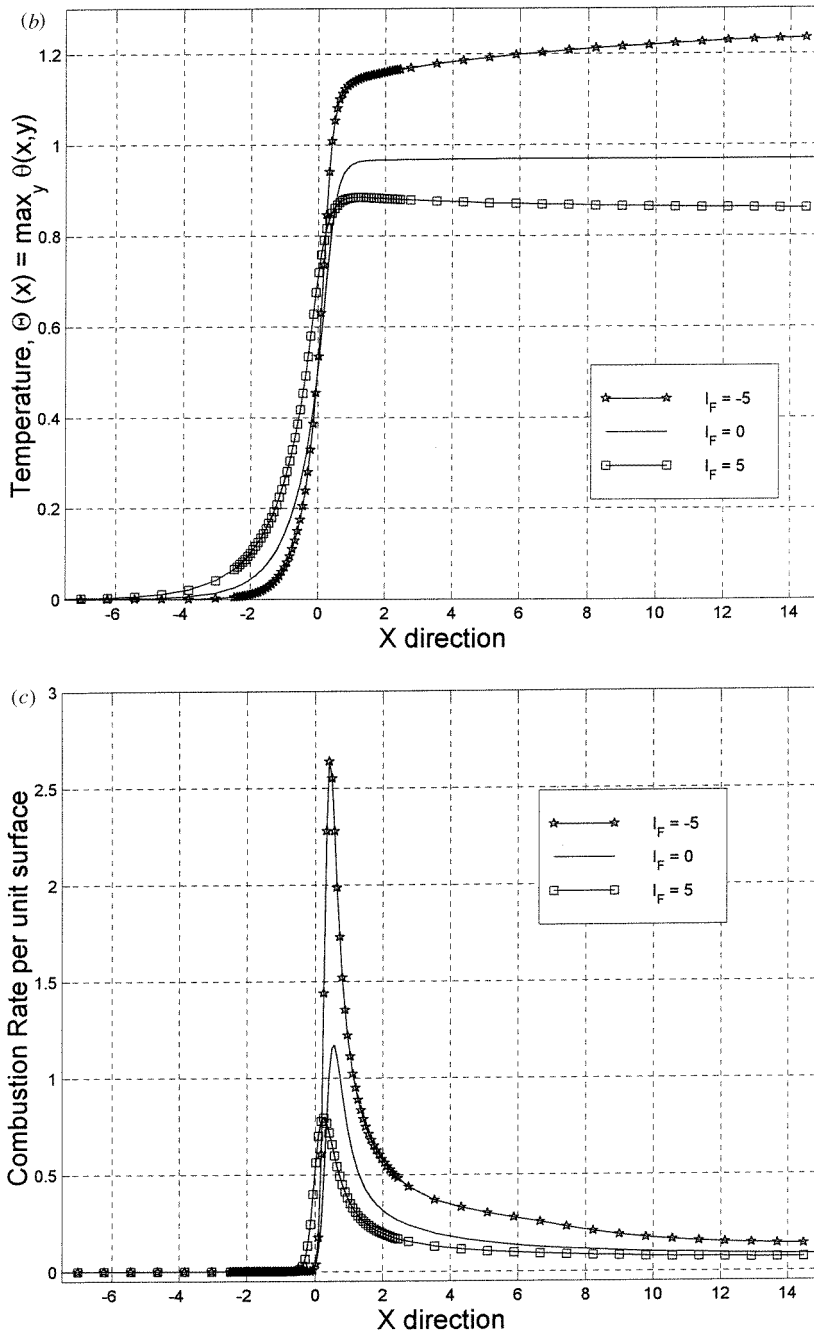 (b)
1.2
1
0.8
0.6
0.4
0.2
0
Temperature, Θ (x) = max_y θ(x,y)
l_F = -5
l_F = 0
l_F = 5
-6 -4 -2 0 2 4 6 8 10 12 14
X direction
(c)
3
2.5
2
1.5
1
0.5
0
Combustion Rate per unit surface
l_F = -5
l_F = 0
l_F = 5
-6 -4 -2 0 2 4 6 8 10 12 14
X direction